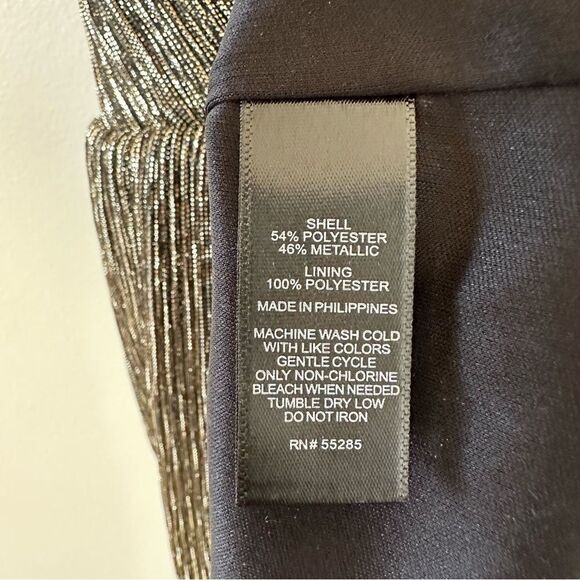 SHELL
54% POLYESTER
46% METALLIC
LINING
100% POLYESTER
MADE IN PHILIPPINES
MACHINE WASH COLD
WITH LIKE COLORS
GENTLE CYCLE
ONLY NON-CHLORINE
BLEACH WHEN NEEDED
TUMBLE DRY LOW
DO NOT IRON
RN# 55285